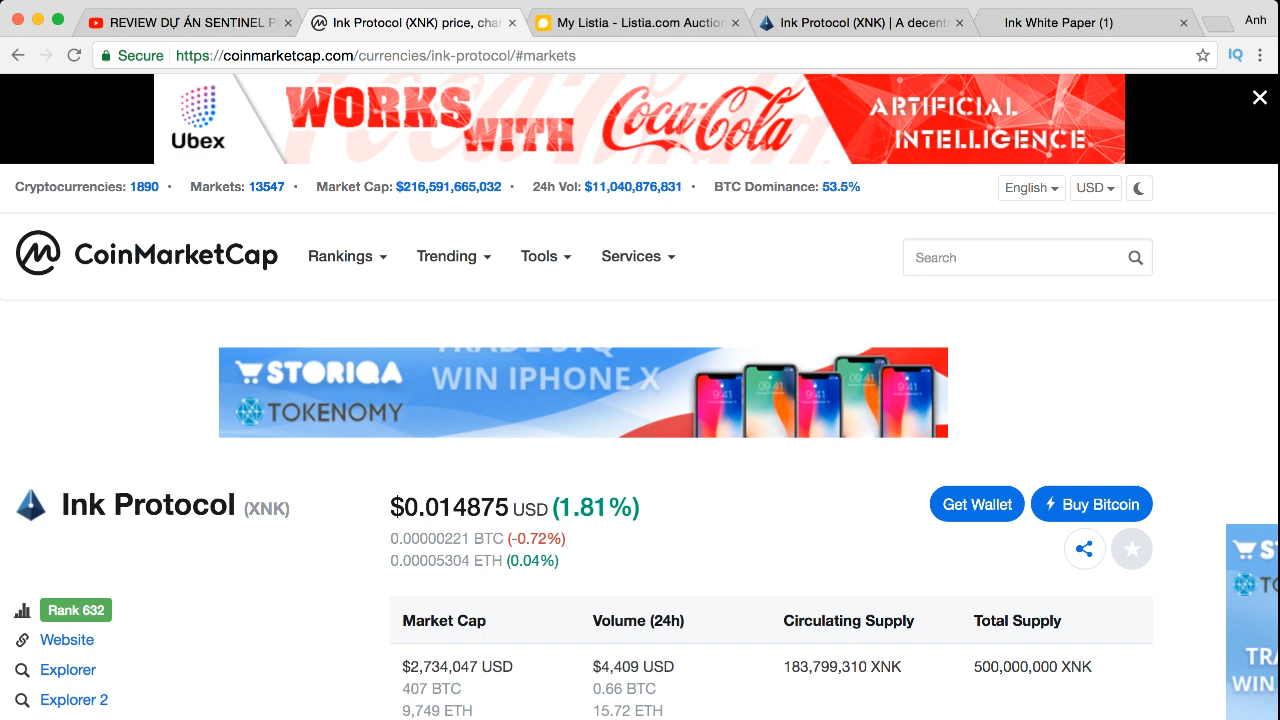 REVIEW DỰ ÁN SENTINEL P
Ink Protocol (XNK) price, char
My Listia - Listia.com Auction
Ink Protocol (XNK) | A decentr
Ink White Paper (1)
Anh
Secure
https://coinmarketcap.com/currencies/ink-protocol/#markets
IQ
Ubex
WORKS WITH Coca-Cola
ARTIFICIAL
INTELLIGENCE
Cryptocurrencies: 1890 • Markets: 13547 • Market Cap: $216,591,665,032 • 24h Vol: $11,040,876,831 • BTC Dominance: 53.5%
English
USD
CoinMarketCap
Rankings
Trending
Tools
Services
Search
STORIQA
TOKENOMY
TRADE STQ
WIN IPHONE X
Ink Protocol (XNK)
$0.014875 USD (1.81%)
0.00000221 BTC (-0.72%)
0.00005304 ETH (0.04%)
Get Wallet
Buy Bitcoin
Rank 632
Website
Explorer
Explorer 2
Market Cap
Volume (24h)
Circulating Supply
Total Supply
$2,734,047 USD
$4,409 USD
183,799,310 XNK
500,000,000 XNK
407 BTC
0.66 BTC
9,749 ETH
15.72 ETH
WIN